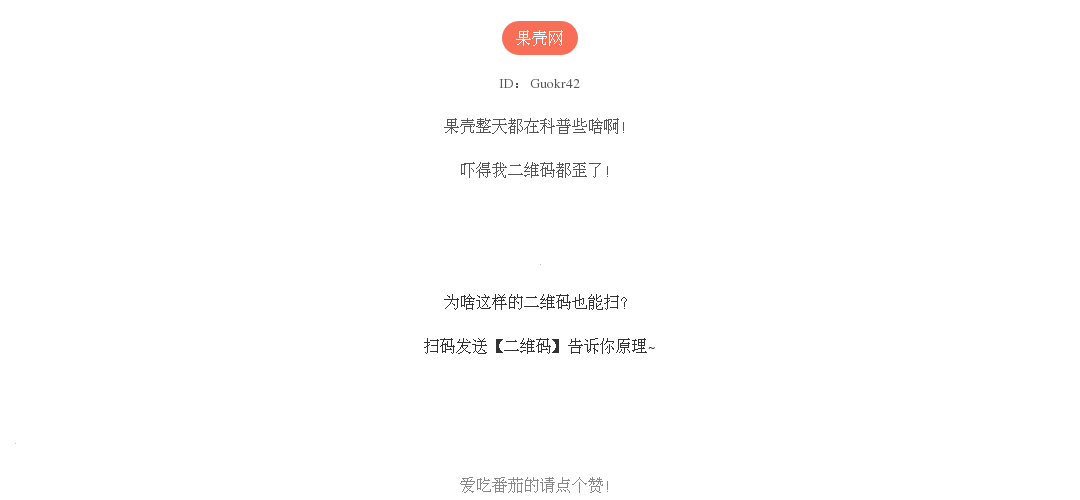 果壳网
ID： Guokr42
果壳整天都在科普些啥啊!
吓得我二维码都歪了!
为啥这样的二维码也能扫?
扫码发送【二维码】告诉你原理~
爱吃番茄的请点个赞!